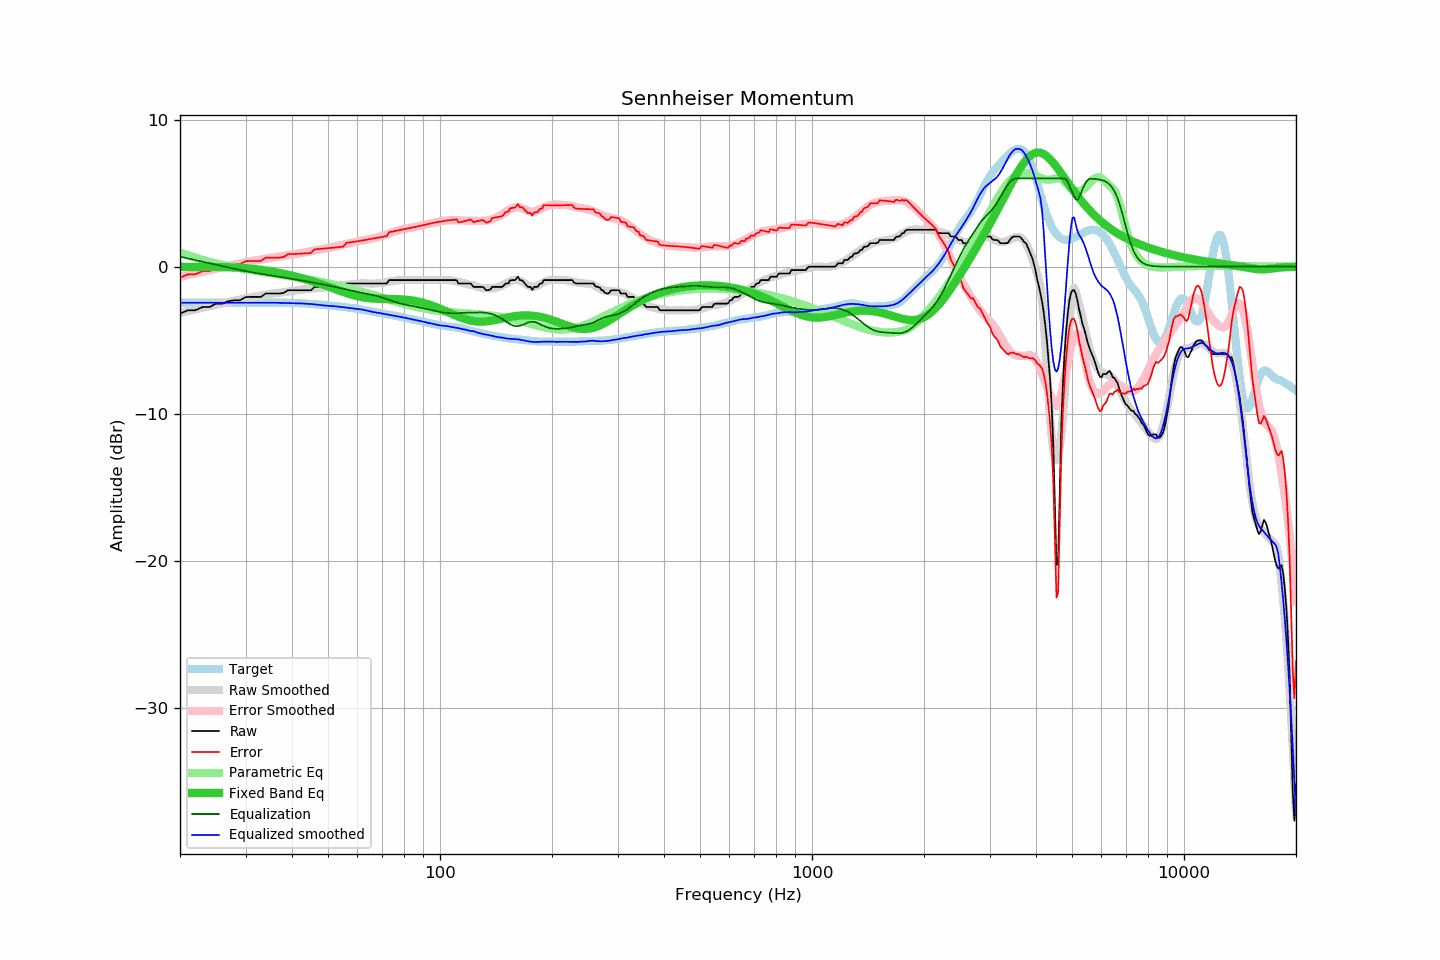 Sennheiser Momentum
10
0
−10
−20
−30
Amplitude (dBr)
Target
Raw Smoothed
Error Smoothed
Raw
Error
Parametric Eq
Fixed Band Eq
Equalization
Equalized smoothed
100
1000
10000
Frequency (Hz)